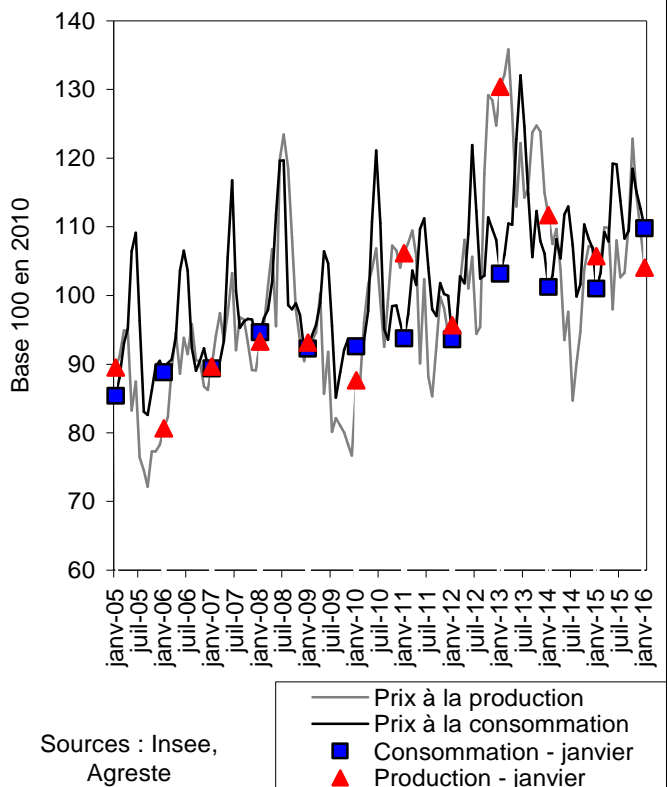 140
130
120
110
100
90
80
70
60
Base 100 en 2010
janv-05
juil-05
janv-06
juil-06
janv-07
juil-07
janv-08
juil-08
janv-09
juil-09
janv-10
juil-10
janv-11
juil-11
janv-12
juil-12
janv-13
juil-13
janv-14
juil-14
janv-15
juil-15
janv-16
Prix à la production
Prix à la consommation
Consommation - janvier
Production - janvier
Sources : Insee,
Agreste